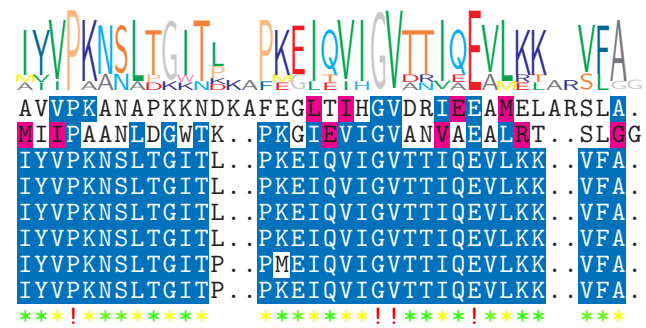 IYVPKNSLTGITL PKEIQVIGVTTIQEVLKK VFA
AVVPKANAPKKNDKAFEGLTIHGVDRIEEAMELARSLA.
MIIPAANLDGWTK..PKGIEVIGVANVAEALRT..SLGG
IYVPKNSLTGITL..PKEIQVIGVTTIQEVLKK..VFA.
IYVPKNSLTGITL..PKEIQVIGVTTIQEVLKK..VFA.
IYVPKNSLTGITL..PKEIQVIGVTTIQEVLKK..VFA.
IYVPKNSLTGITL..PKEIQVIGVTTIQEVLKK..VFA.
IYVPKNSLTGITP..PMEIQVIGVTTIQEVLKK..VFA.
IYVPKNSLTGITP..PKEIQVIGVTTIQEVLKK..VFA.
***!******** *******!!****!**** ***